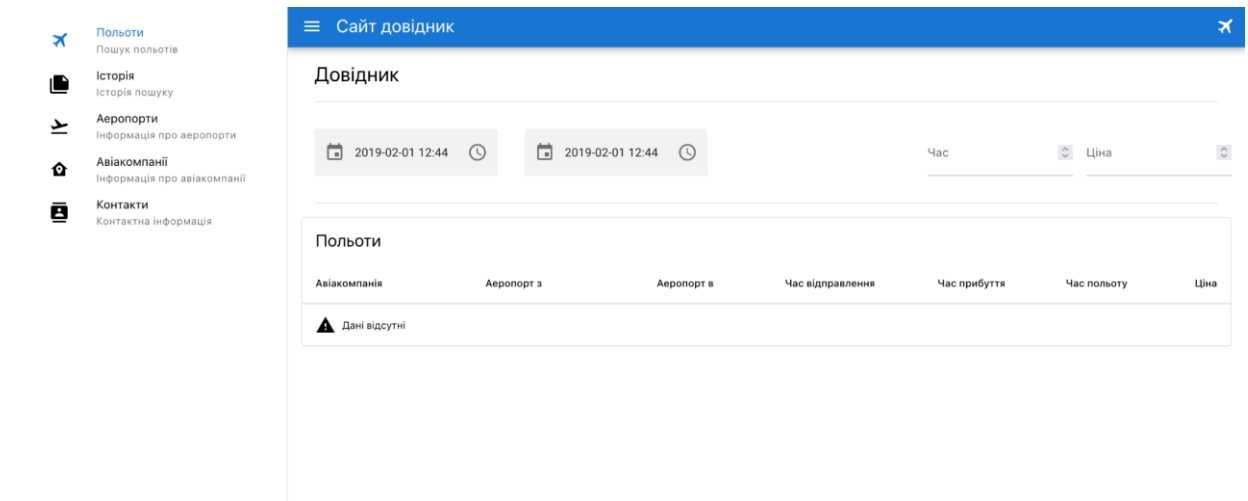 Польоти
Пошук польотів
Історія
Історія пошуку
Аеропорти
Інформація про аеропорти
Авіакомпанії
Інформація про авіакомпанії
Контакти
Контактна інформація
Сайт довідник
Довідник
2019-02-01 12:44 2019-02-01 12:44 Час Ціна
Польоти
Авіакомпанія Аеропорт з Аеропорт в Час відправлення Час прибуття Час польоту Ціна
Дані відсутні